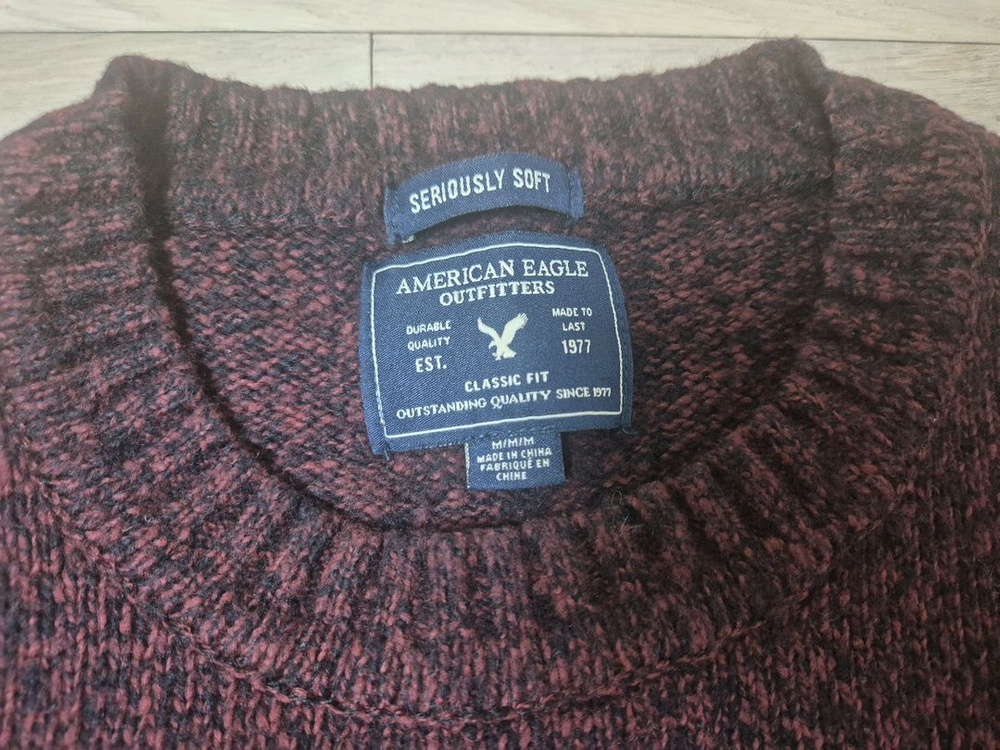 SERIOUSLY SOFT
AMERICAN EAGLE
OUTFITTERS
DURABLE
QUALITY
EST.
MADE TO
LAST
1977
CLASSIC FIT
OUTSTANDING QUALITY SINCE 1977
M/M/M
MADE IN CHINA
FABRIQUÉ EN
CHINE